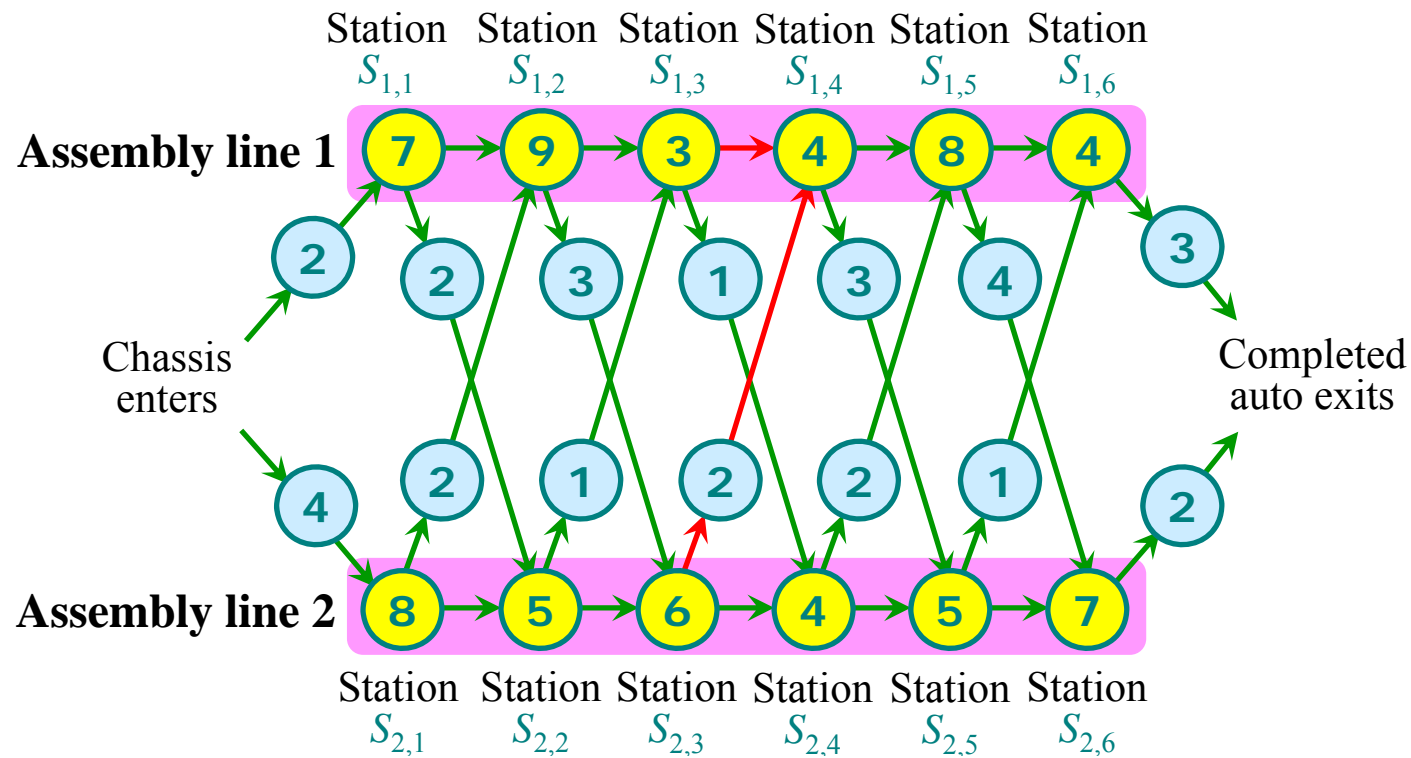 Station Station Station Station Station Station
S1,1 S1,2 S1,3 S1,4 S1,5 S1,6
Assembly line 1
7 9 3 4 8 4
2 2 3 1 3 4 3
Chassis
enters
Completed
auto exits
4 2 1 2 2 1 2
Assembly line 2
8 5 6 4 5 7
Station Station Station Station Station Station
S2,1 S2,2 S2,3 S2,4 S2,5 S2,6